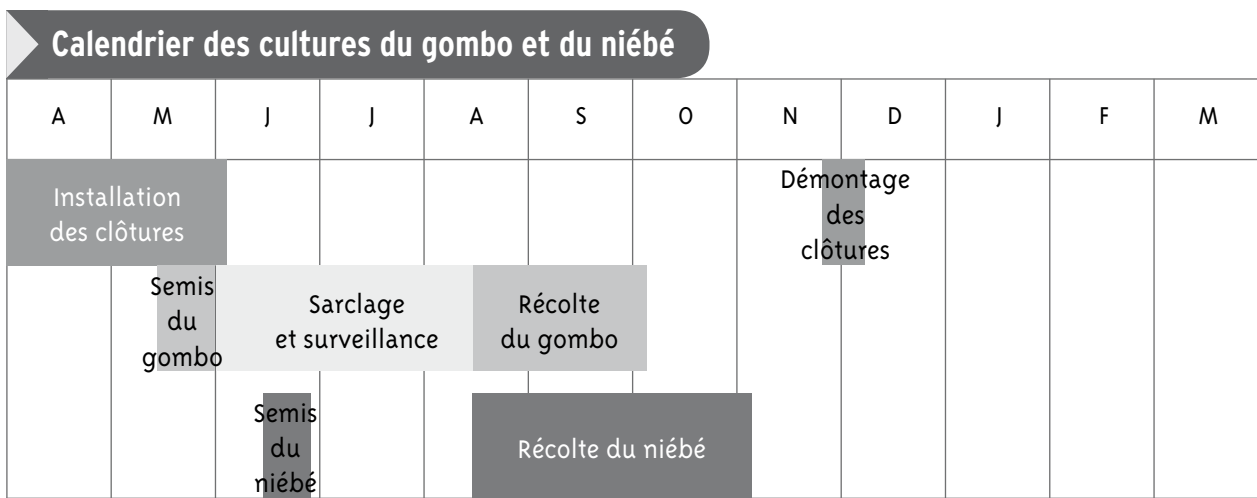 Calendrier des cultures du gombo et du niébé
A M J J A S O N D J F M
Installation
des clôtures
Démontage
des
clôtures
Semis
du
gombo
Sarclage
et surveillance
Récolte
du gombo
Semis
du
niébé
Récolte du niébé